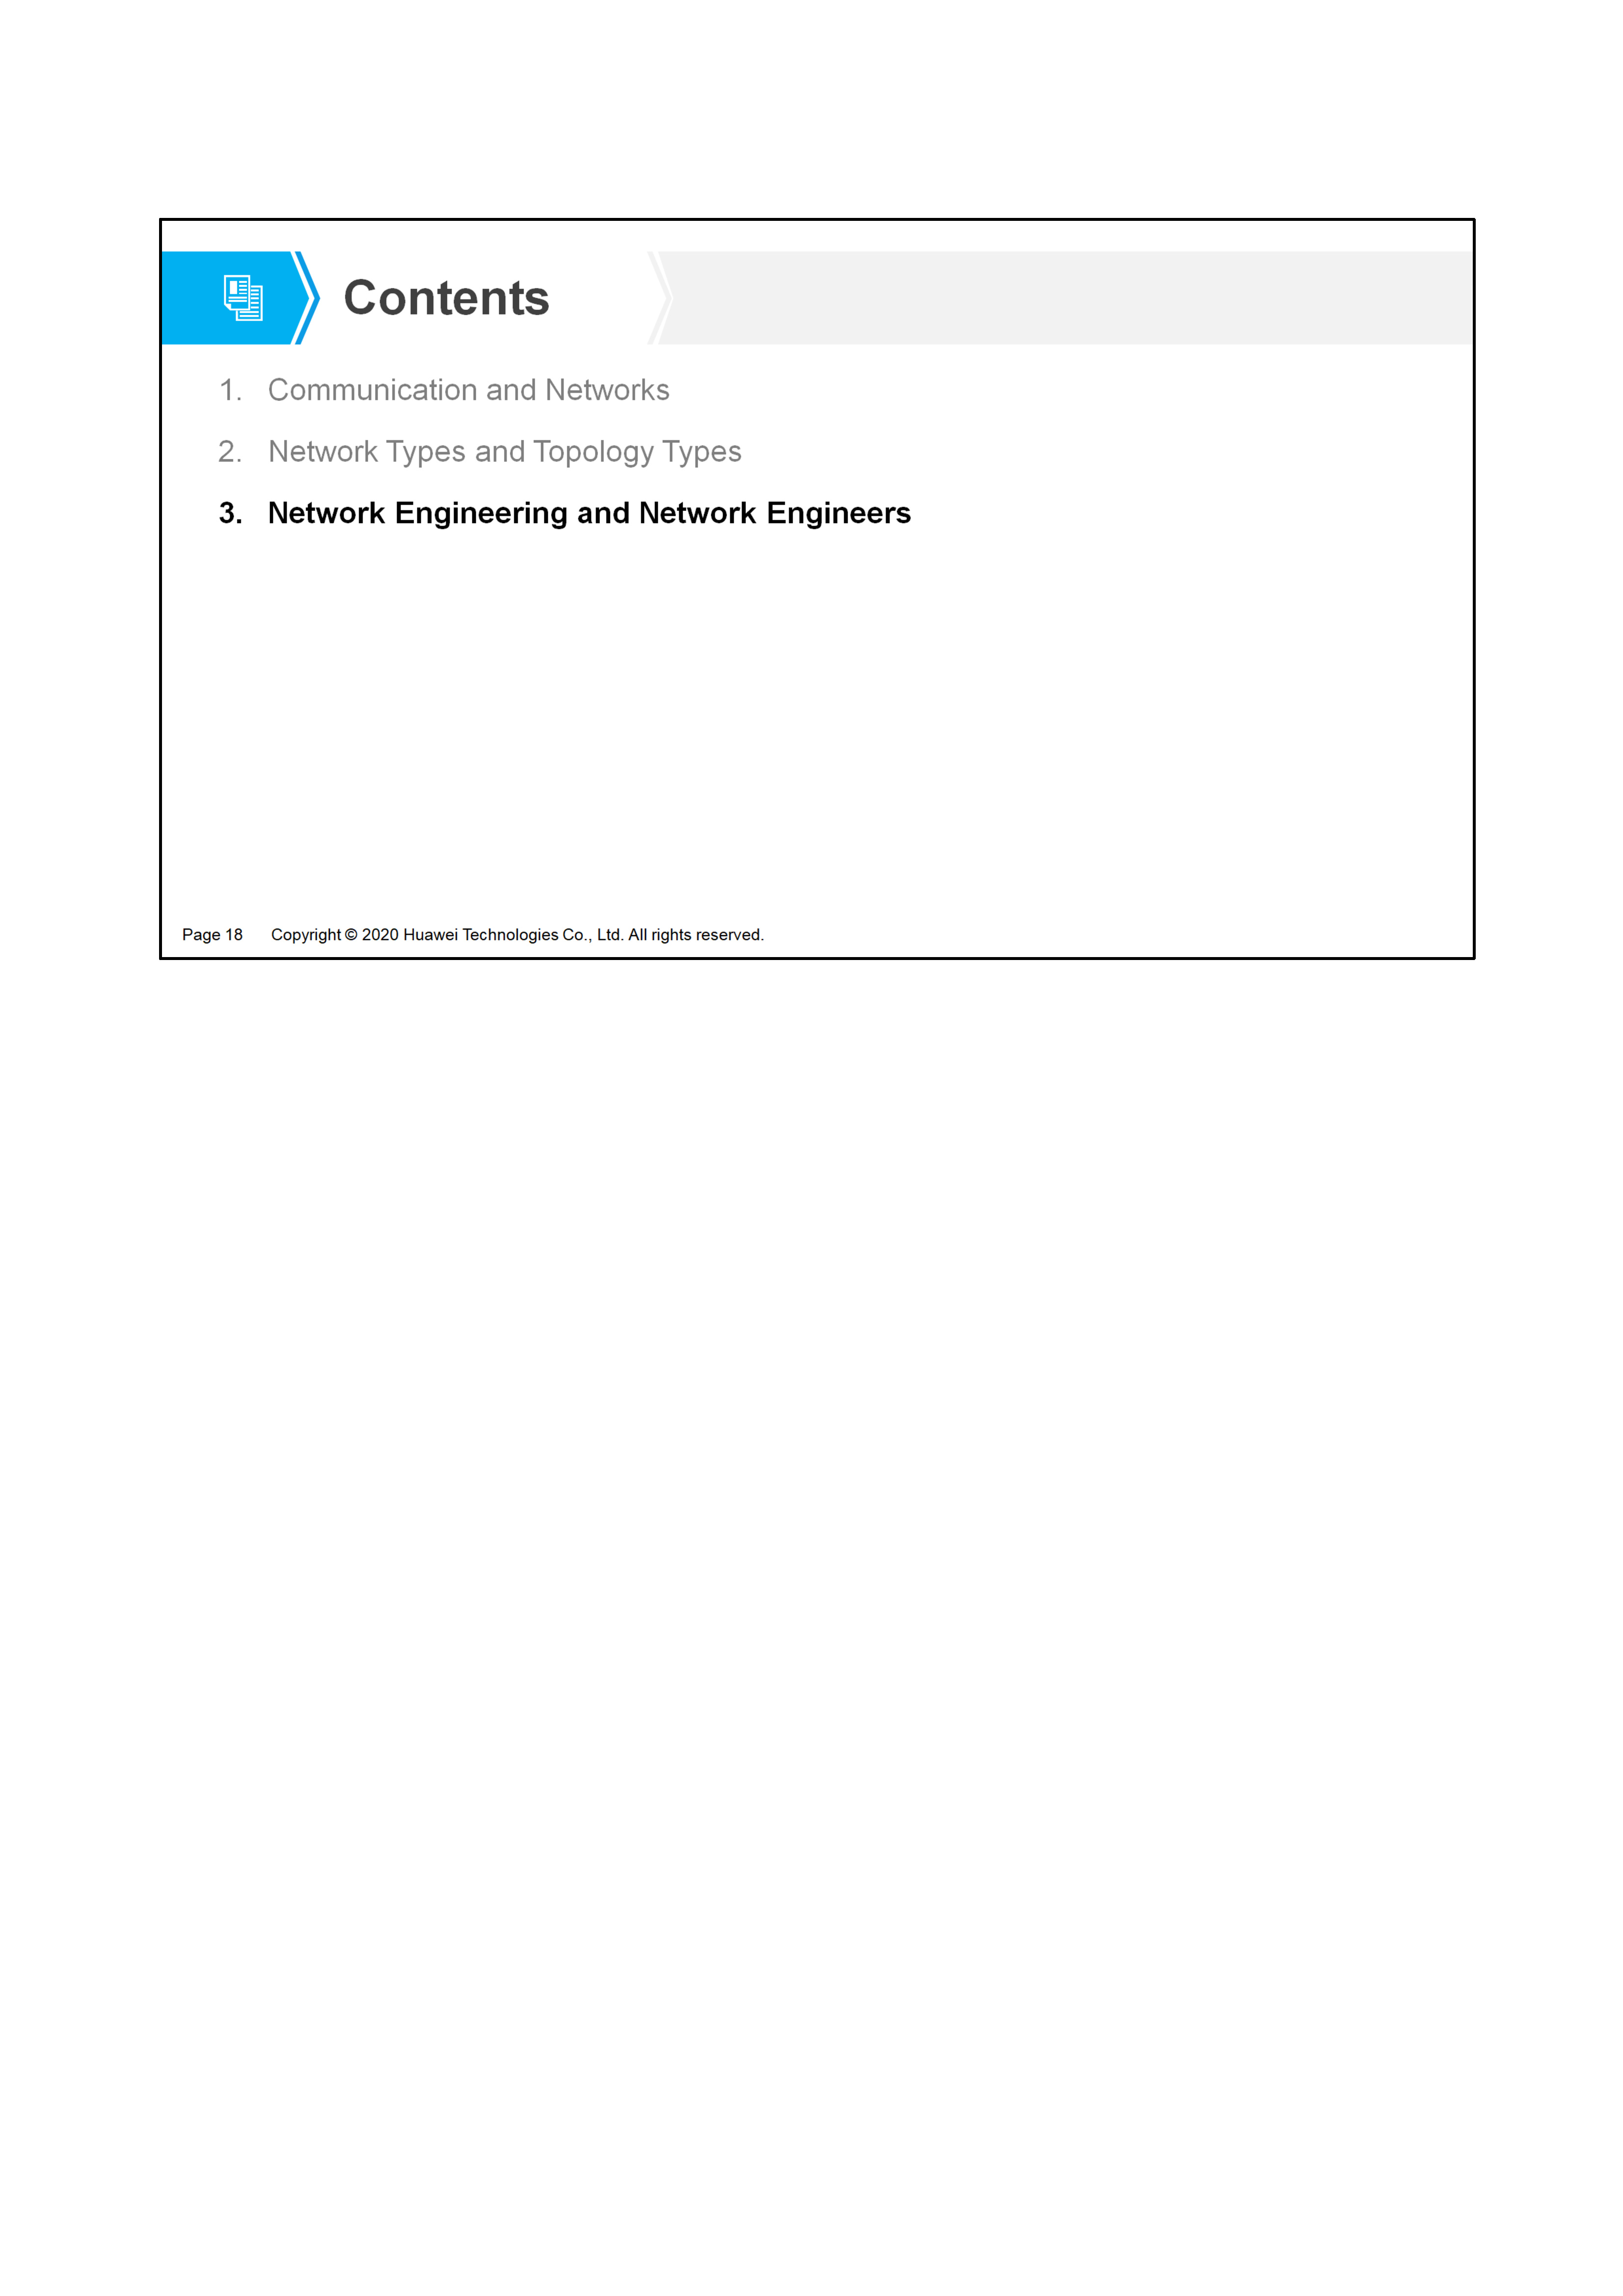 Contents
1. Communication and Networks
2. Network Types and Topology Types
3. Network Engineering and Network Engineers
Page 18 Copyright © 2020 Huawei Technologies Co., Ltd. All rights reserved.